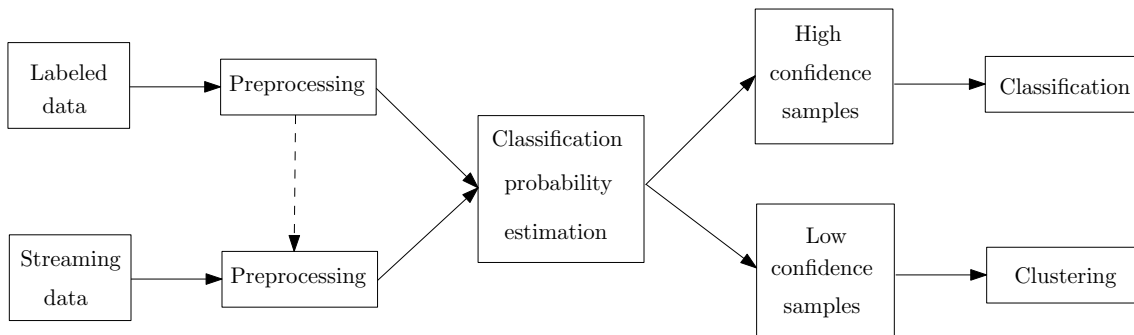 Labeled
data
Preprocessing
Streaming
data
Preprocessing
Classification
probability
estimation
High
confidence
samples
Classification
Low
confidence
samples
Clustering